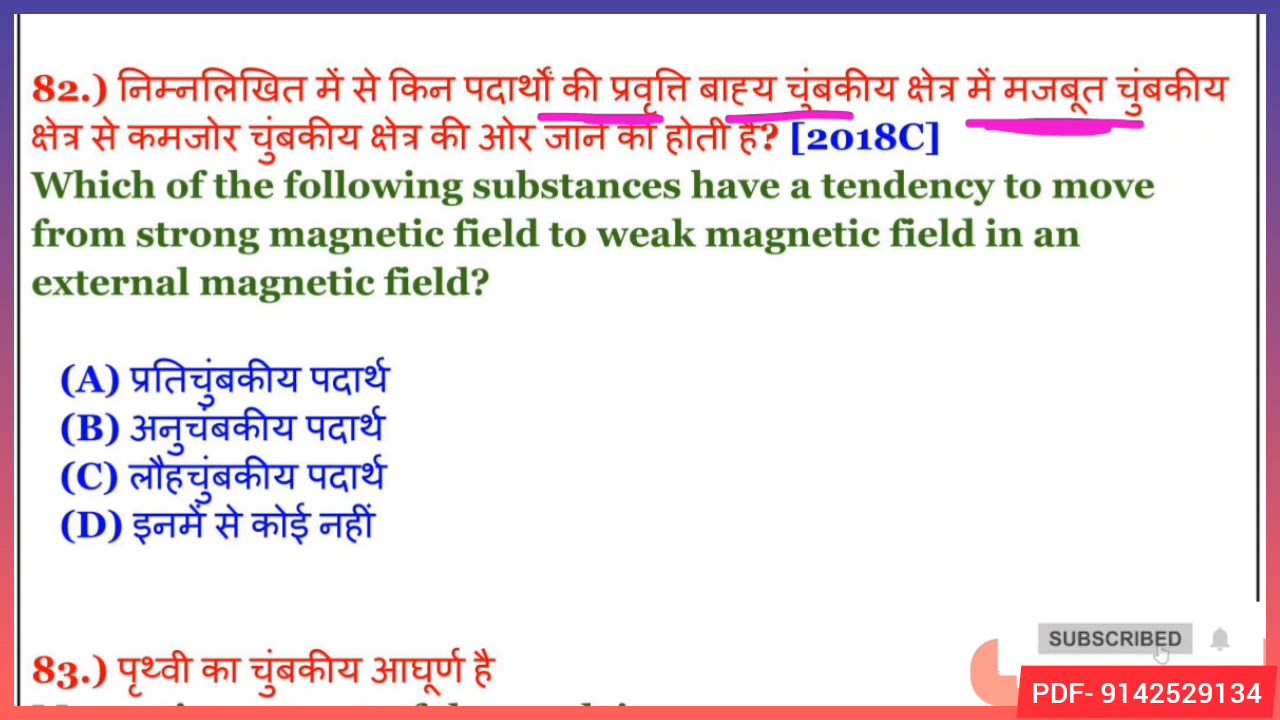 82.) निम्नलिखित में से किन पदार्थों की प्रवृत्ति बाह्य चुंबकीय क्षेत्र में मजबूत चुंबकीय
क्षेत्र से कमजोर चुंबकीय क्षेत्र की ओर जाने की होती है? [2018C]
Which of the following substances have a tendency to move
from strong magnetic field to weak magnetic field in an
external magnetic field?
(A) प्रतिचुंबकीय पदार्थ
(B) अनुचंबकीय पदार्थ
(C) लौहचुंबकीय पदार्थ
(D) इनमें से कोई नहीं
83.) पृथ्वी का चुंबकीय आघूर्ण है
SUBSCRIBED
PDF- 9142529134